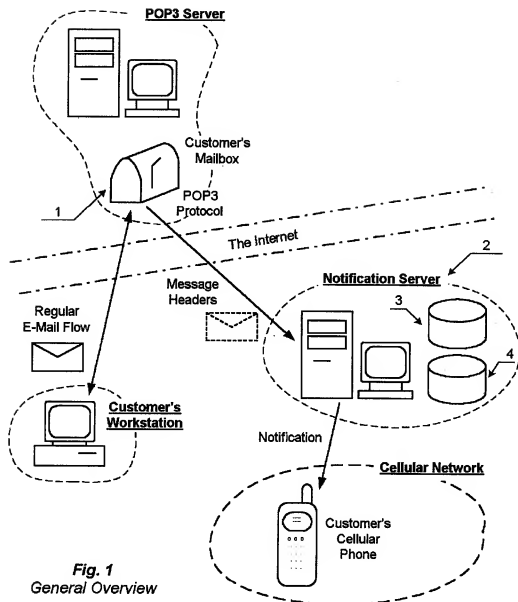 POP3 Server
Customer's
Mailbox
POP3
Protocol
1
The Internet
2
Notification Server
Message
Headers
3
4
Regular
E-Mail Flow
Customer's
Workstation
Notification
Cellular Network
Customer's
Cellular
Phone
Fig. 1
General Overview